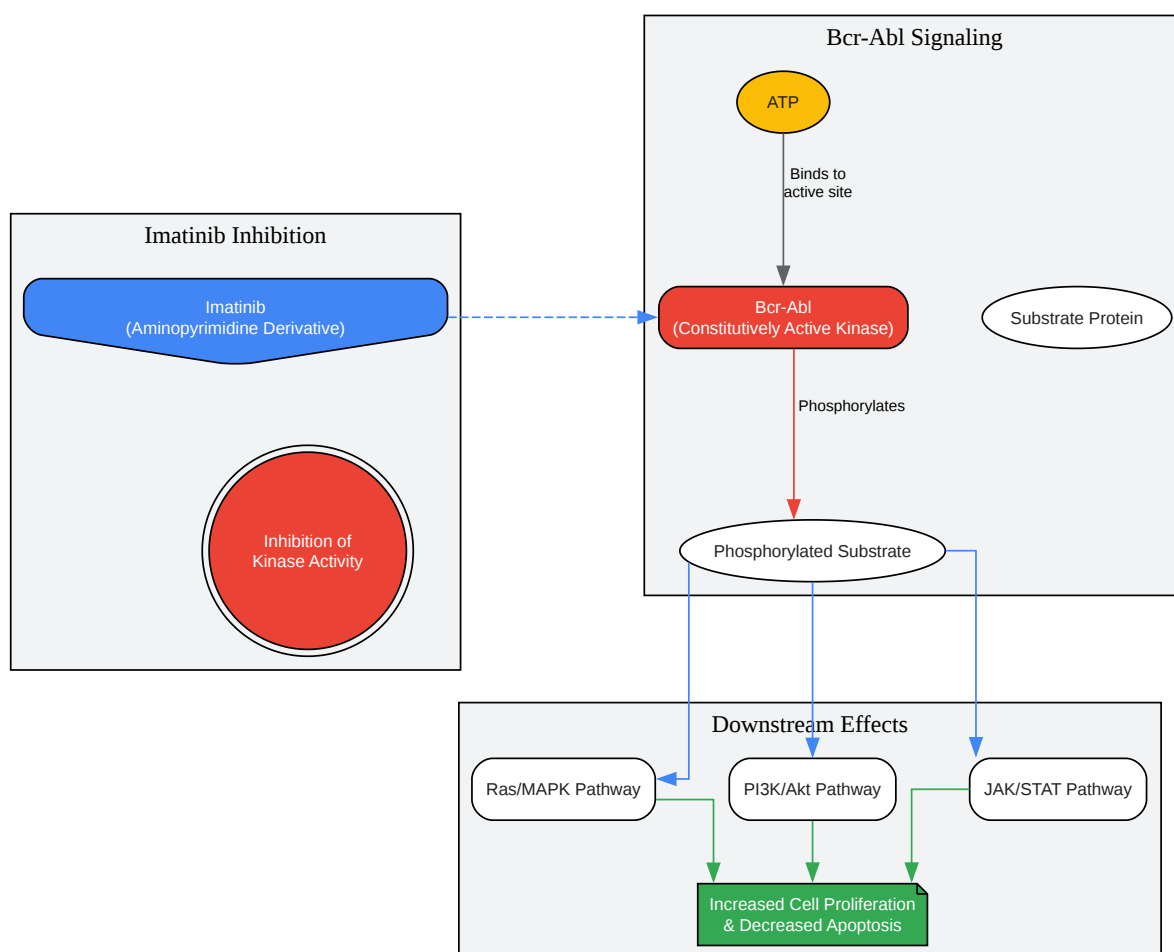 Bcr-Abl Signaling
ATP
Binds to
active site
Imatinib Inhibition
Imatinib
(Aminopyrimidine Derivative)
Bcr-Abl
(Constitutively Active Kinase)
Substrate Protein
Phosphorylates
Inhibition of
Kinase Activity
Phosphorylated Substrate
Downstream Effects
Ras/MAPK Pathway
PI3K/Akt Pathway
JAK/STAT Pathway
Increased Cell Proliferation
& Decreased Apoptosis